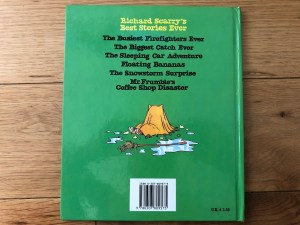 Richard Scarry's
Best Stories Ever
The Busiest Firefighters Ever
The Biggest Catch Ever
The Sleeping Car Adventure
Floating Bananas
The Snowstorm Surprise
Mr. Frumble's
Coffee Shop Disaster